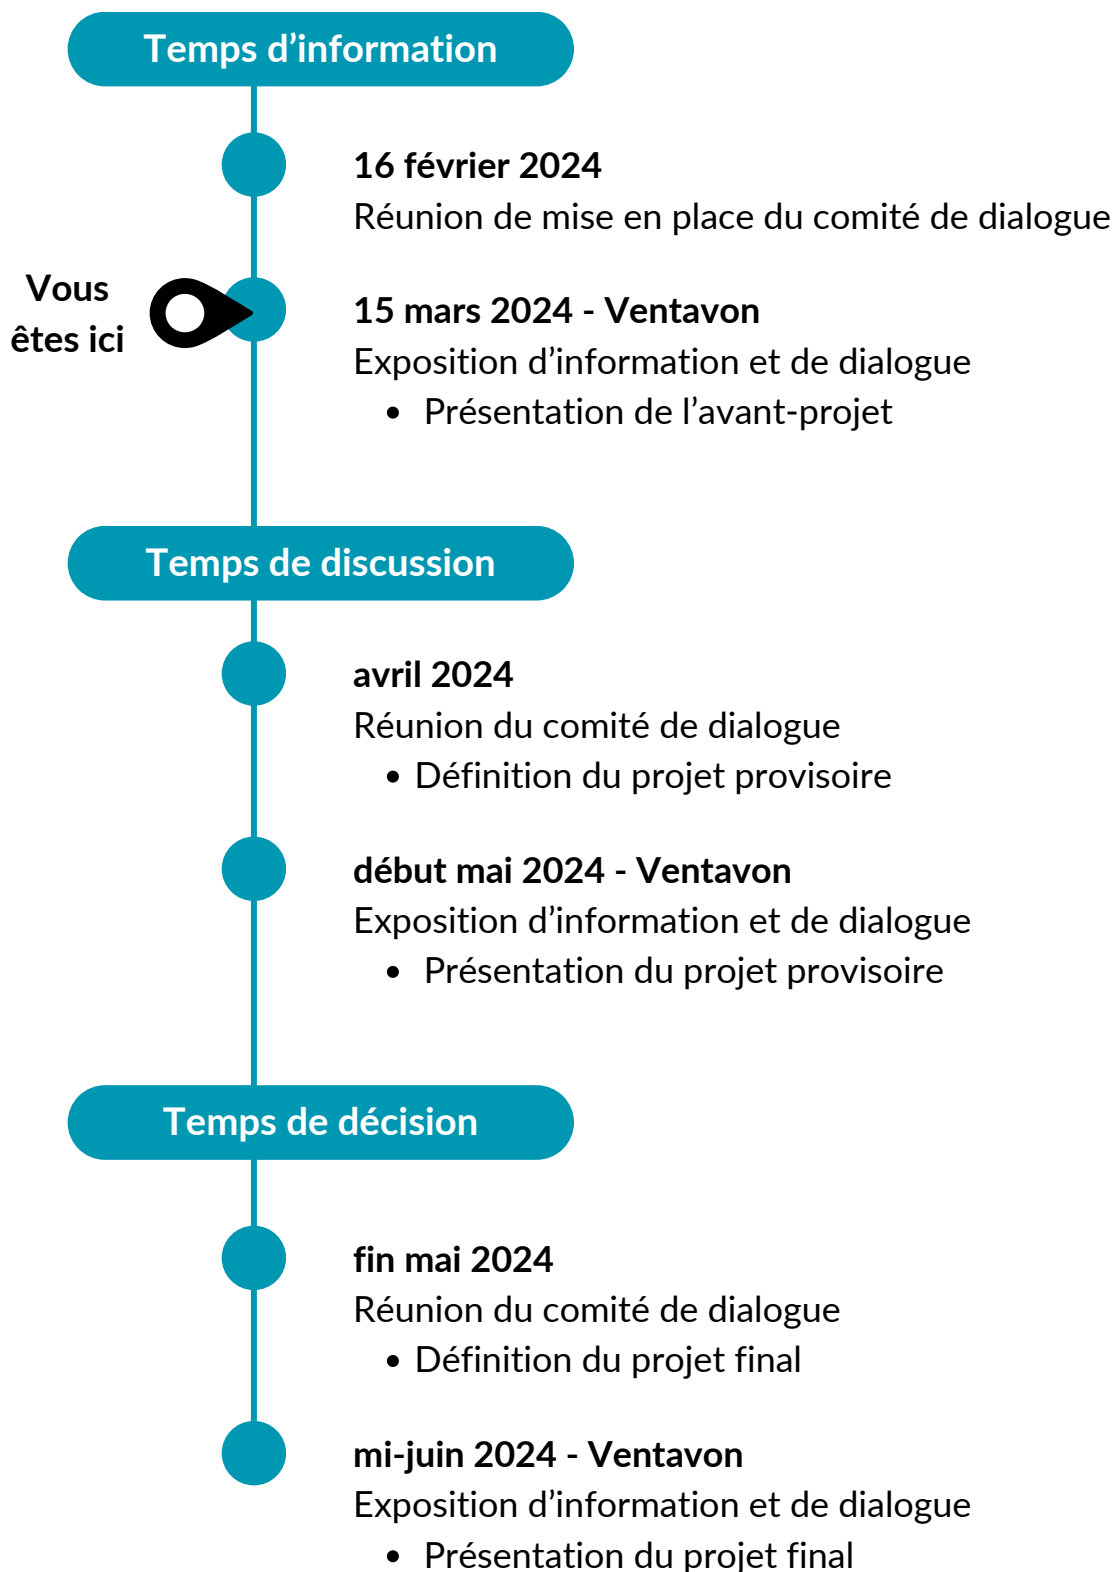 Temps d’information
16 février 2024
Réunion de mise en place du comité de dialogue
Vous
êtes ici
15 mars 2024 - Ventavon
Exposition d’information et de dialogue
• Présentation de l’avant-projet
Temps de discussion
avril 2024
Réunion du comité de dialogue
• Définition du projet provisoire
début mai 2024 - Ventavon
Exposition d’information et de dialogue
• Présentation du projet provisoire
Temps de décision
fin mai 2024
Réunion du comité de dialogue
• Définition du projet final
mi-juin 2024 - Ventavon
Exposition d’information et de dialogue
• Présentation du projet final